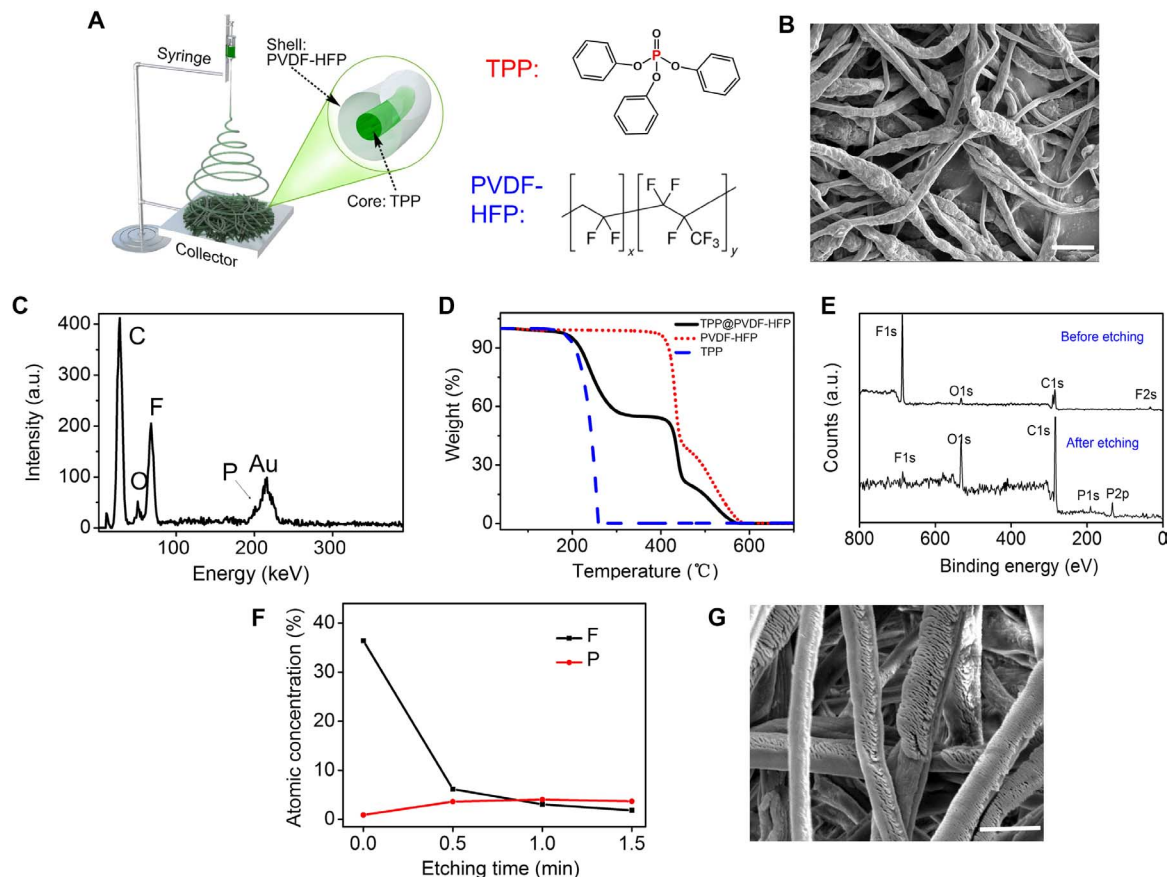 A
Syringe
Shell:
PVDF-HFP
Core: TPP
Collector
TPP:
O
P
O
O
O
PVDF-
HFP:
F
F
x
F
F
F
CF3
y
B
C
Intensity (a.u.)
400
300
200
100
0
C
O
F
P
Au
100
200
300
Energy (keV)
D
Weight (%)
90
60
30
0
TPP@PVDF-HFP
PVDF-HFP
TPP
0
200
400
600
Temperature (℃)
E
Counts (a.u.)
F1s
O1s
C1s
F2s
Before etching
F1s
O1s
C1s
P1s
P2p
After etching
800
600
400
200
0
Binding energy (eV)
F
Atomic concentration (%)
40
30
20
10
0
F
P
0.0
0.5
1.0
1.5
Etching time (min)
G